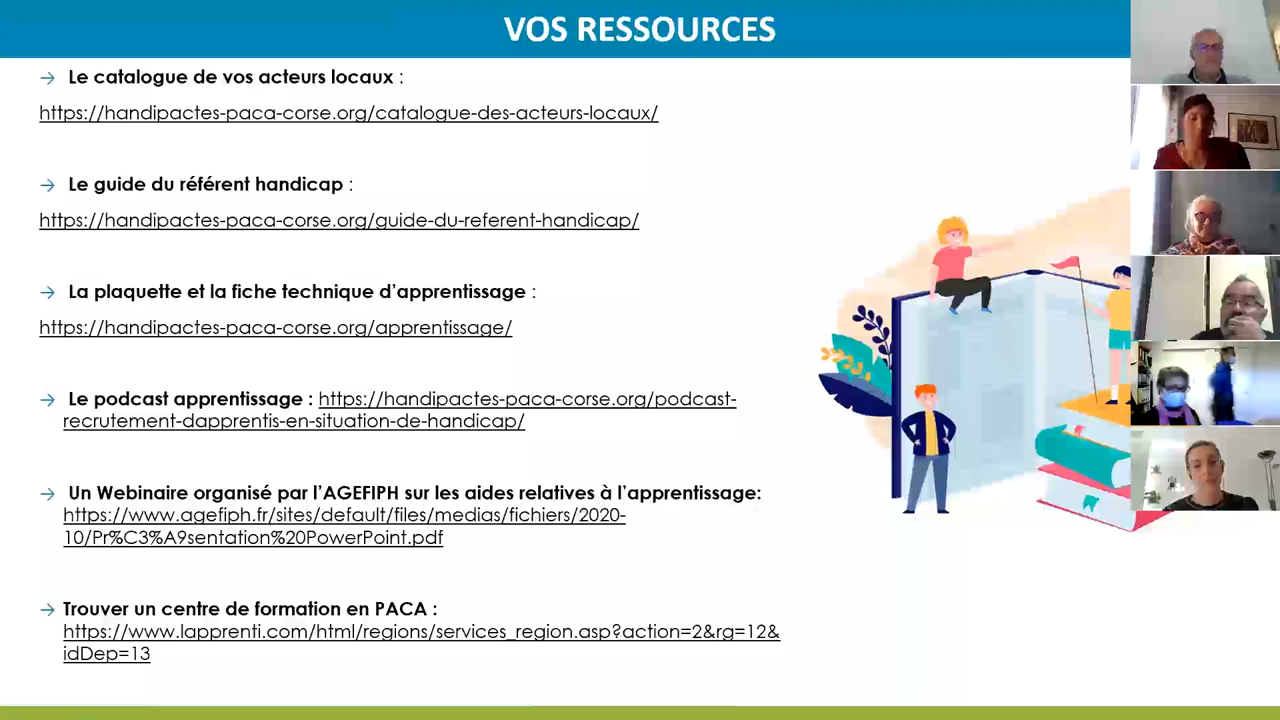 VOS RESSOURCES
→ Le catalogue de vos acteurs locaux :
https://handipactes-paca-corse.org/catalogue-des-acteurs-locaux/
→ Le guide du référent handicap :
https://handipactes-paca-corse.org/guide-du-referent-handicap/
→ La plaquette et la fiche technique d’apprentissage :
https://handipactes-paca-corse.org/apprentissage/
→ Le podcast apprentissage : https://handipactes-paca-corse.org/podcast-
recrutement-dapprentis-en-situation-de-handicap/
→ Un Webinaire organisé par l’AGEFIPH sur les aides relatives à l’apprentissage:
https://www.agefiph.fr/sites/default/files/medias/fichiers/2020-
10/Pr%C3%A9sentation%20PowerPoint.pdf
→ Trouver un centre de formation en PACA :
https://www.lapprenti.com/html/regions/services_region.asp?action=2&rg=12&
idDep=13